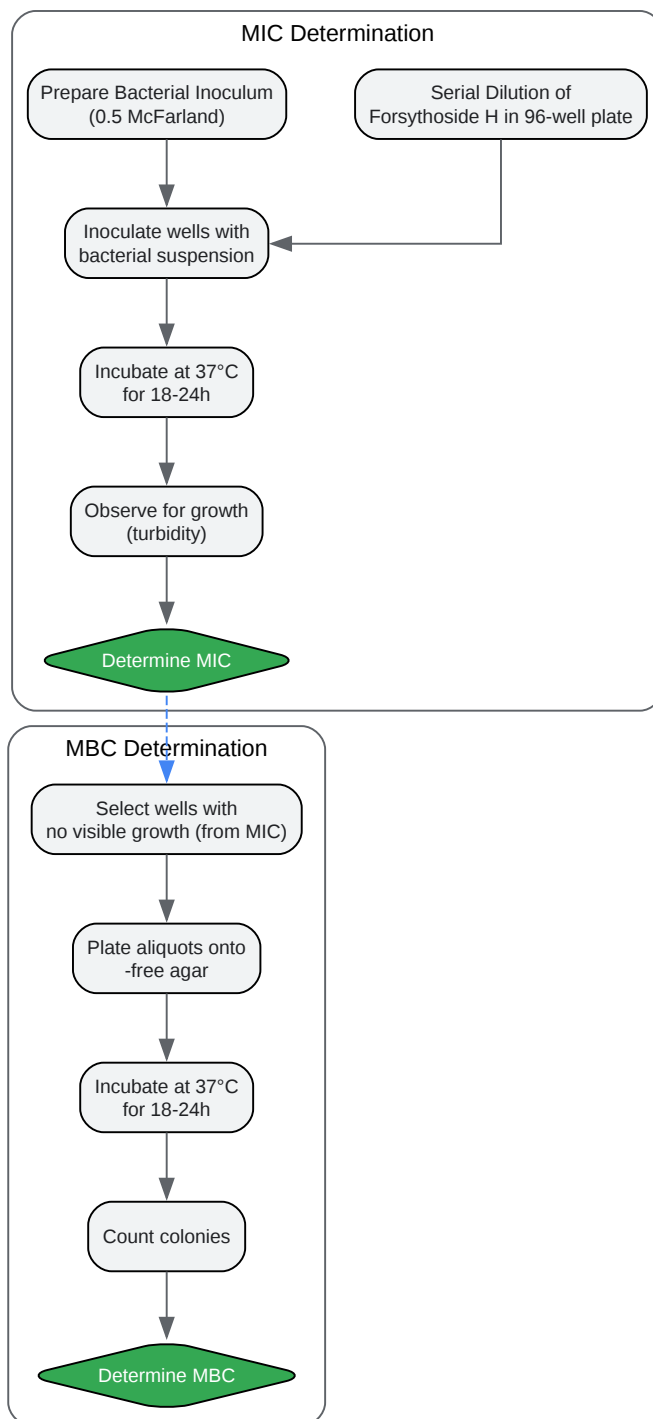 MIC Determination
Prepare Bacterial Inoculum
(0.5 McFarland)
Serial Dilution of
Forsythoside H in 96-well plate
Inoculate wells with
bacterial suspension
Incubate at 37°C
for 18-24h
Observe for growth
(turbidity)
Determine MIC
MBC Determination
Select wells with
no visible growth (from MIC)
Plate aliquots onto
-free agar
Incubate at 37°C
for 18-24h
Count colonies
Determine MBC